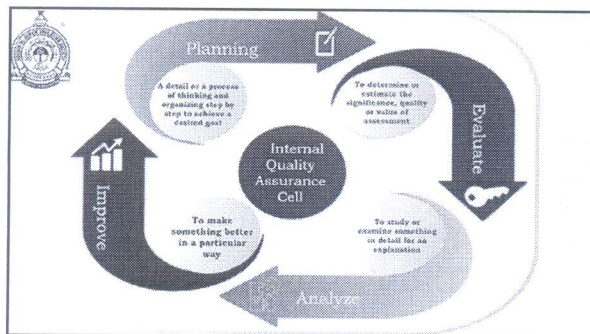 Planning
A detail or a process
of thinking and
organizing step by
step to achieve a
desired goal
To determine or
estimate the
significance, quality
or value of
assessment
Evaluate
Internal
Quality
Assurance
Cell
Improve
To make
something better
in a particular
way
To study or
examine something
in detail for an
explanation
Analyze